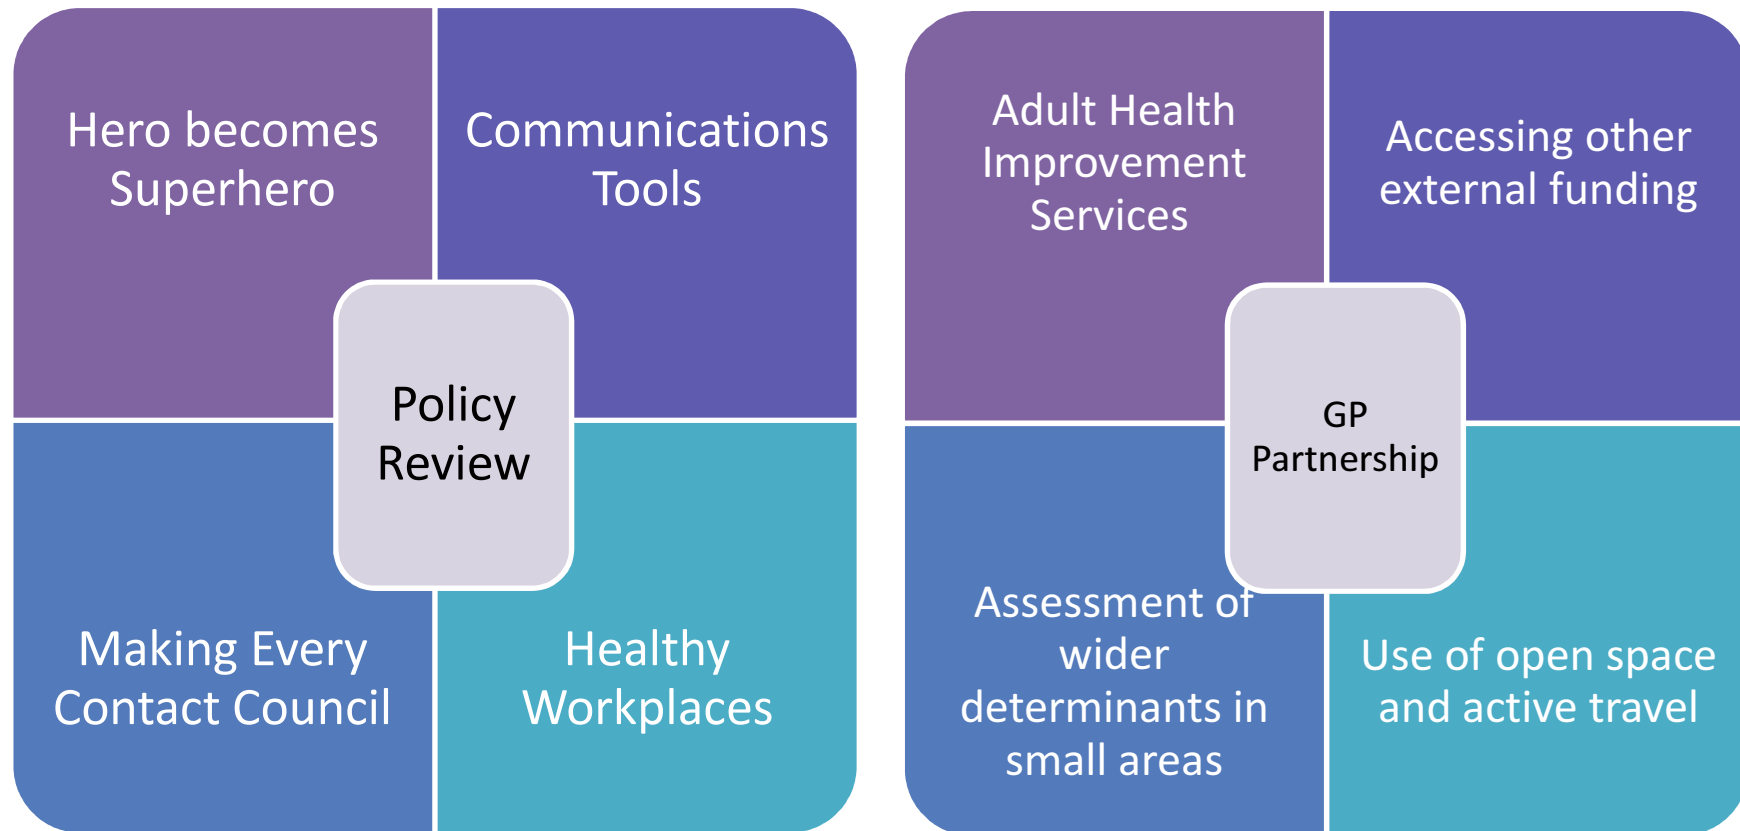 Hero becomes
Superhero
Communications
Tools
Policy
Review
Making Every
Contact Council
Healthy
Workplaces
Adult Health
Improvement
Services
Accessing other
external funding
GP
Partnership
Assessment of
wider
determinants in
small areas
Use of open space
and active travel